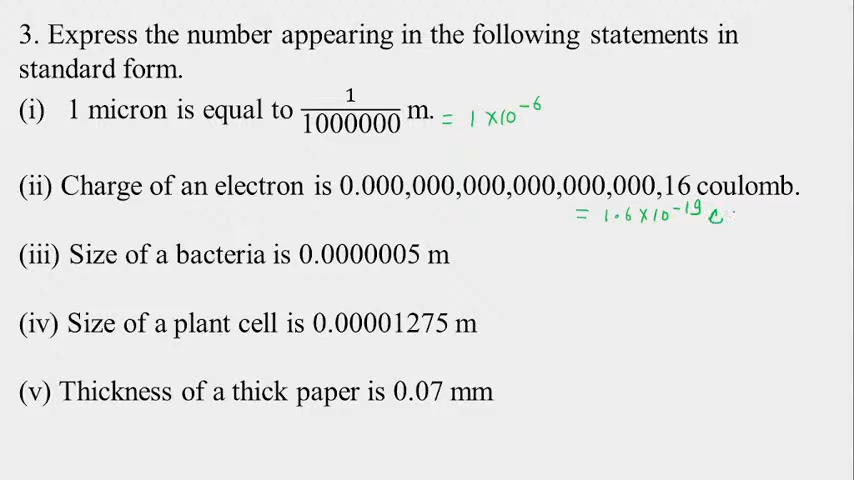 3. Express the number appearing in the following statements in
standard form.
(i) 1 micron is equal to 1/1000000 m. = 1 × 10⁻⁶
(ii) Charge of an electron is 0.000,000,000,000,000,000,16 coulomb.
= 1.6 × 10⁻¹⁹ C
(iii) Size of a bacteria is 0.0000005 m
(iv) Size of a plant cell is 0.00001275 m
(v) Thickness of a thick paper is 0.07 mm